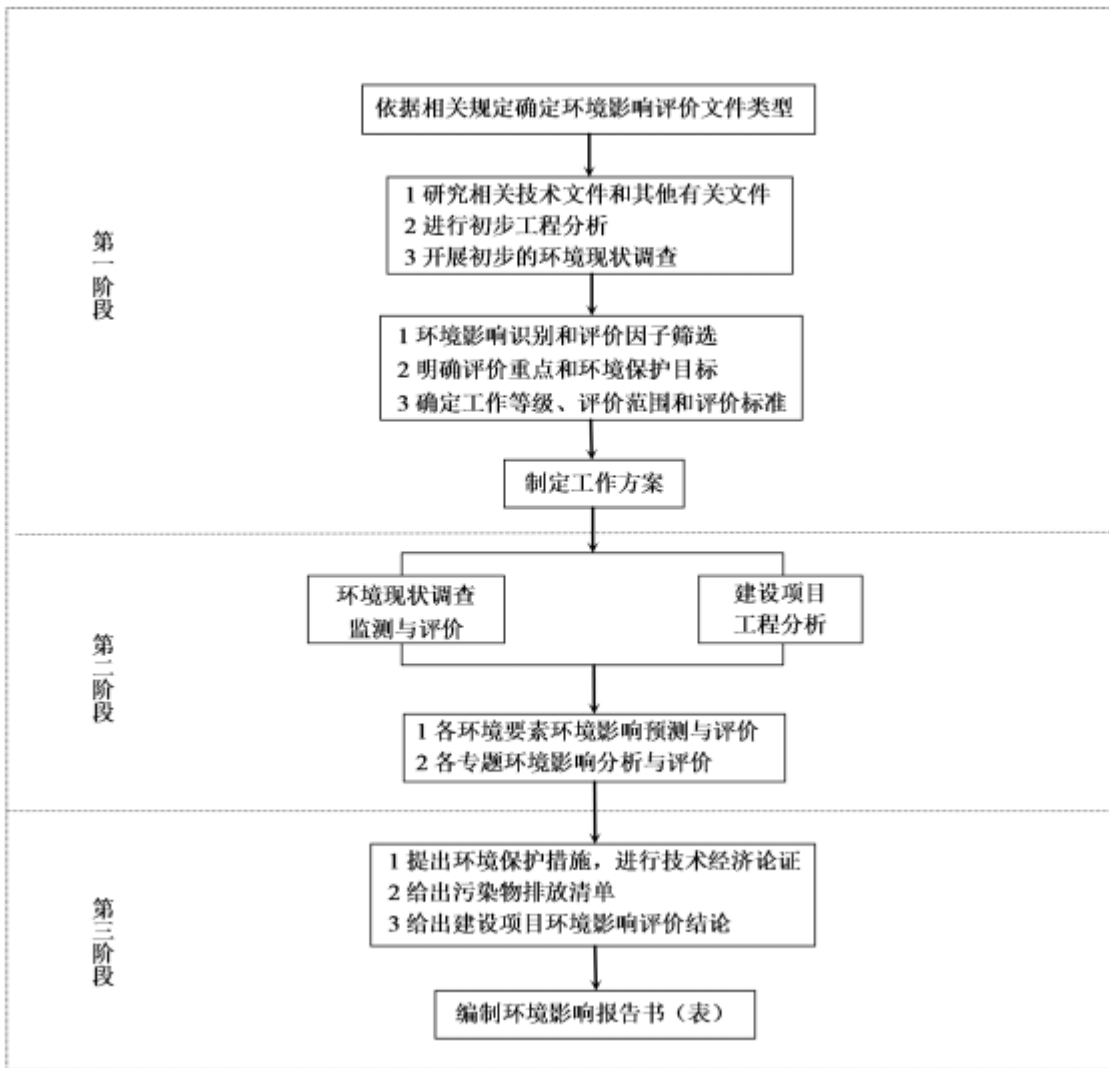 依据相关规定确定环境影响评价文件类型
1 研究相关技术文件和其他有关文件
2 进行初步工程分析
3 开展初步的环境现状调查
第一阶段
1 环境影响识别和评价因子筛选
2 明确评价重点和环境保护目标
3 确定工作等级、评价范围和评价标准
制定工作方案
环境现状调查
监测与评价
建设项目
工程分析
第二阶段
1 各环境要素环境影响预测与评价
2 各专题环境影响分析与评价
1 提出环境保护措施，进行技术经济论证
2 给出污染物排放清单
3 给出建设项目环境影响评价结论
第三阶段
编制环境影响报告书（表）